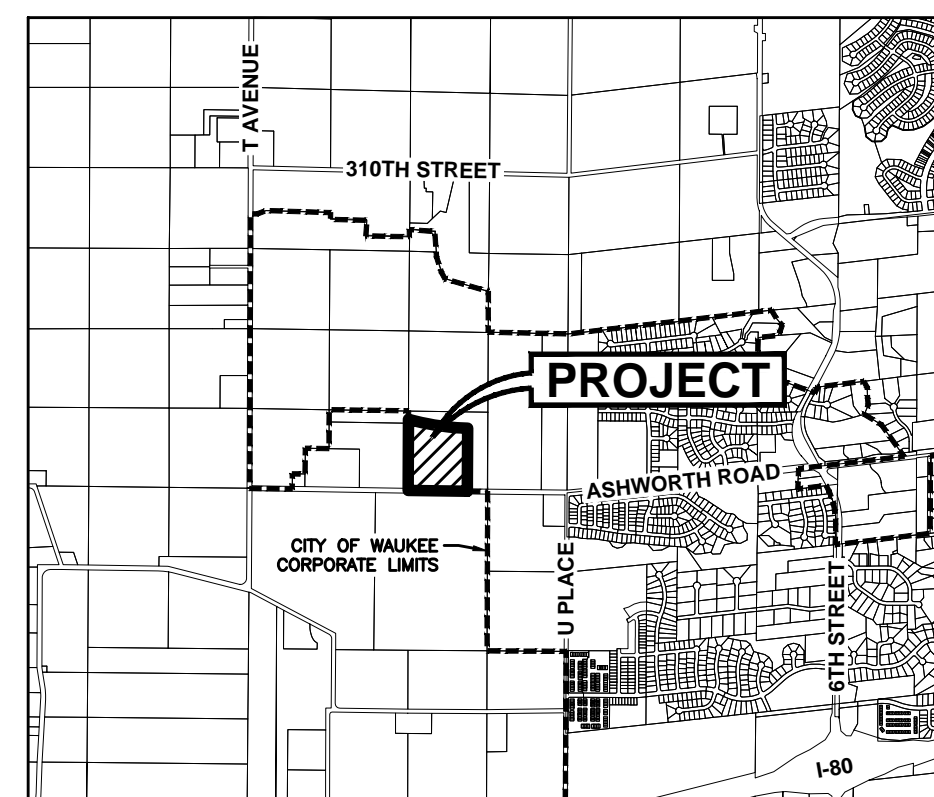 T AVENUE
310TH STREET
PROJECT
ASHWORTH ROAD
CITY OF WAUKEE
CORPORATE LIMITS
U PLACE
6TH STREET
I-80